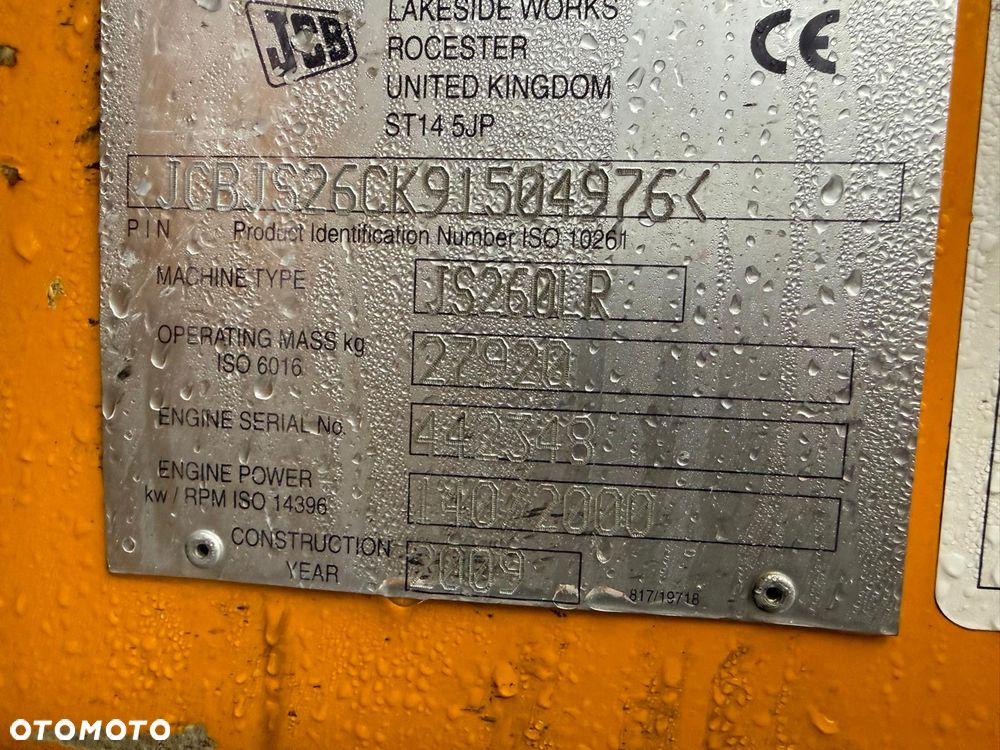 JCB
LAKESIDE WORKS
ROCESTER
UNITED KINGDOM
ST14 5JP
CE
JCBJS26CK91504976<
PIN Product Identification Number ISO 10261
MACHINE TYPE JS260LR
OPERATING MASS kg 27920
ISO 6016
ENGINE SERIAL No. 442348
ENGINE POWER 140/2000
kw / RPM ISO 14396
CONSTRUCTION 2009
YEAR
817/19718
OTOMOTO